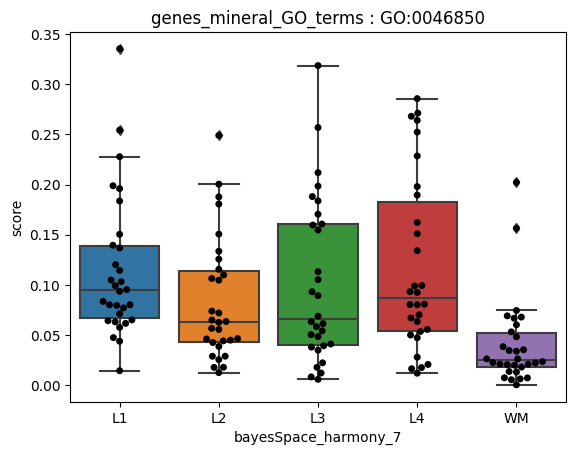 genes_mineral_GO_terms : GO:0046850
0.35
0.30
0.25
0.20
0.15
0.10
0.05
0.00
score
L1 L2 L3 L4 WM
bayesSpace_harmony_7